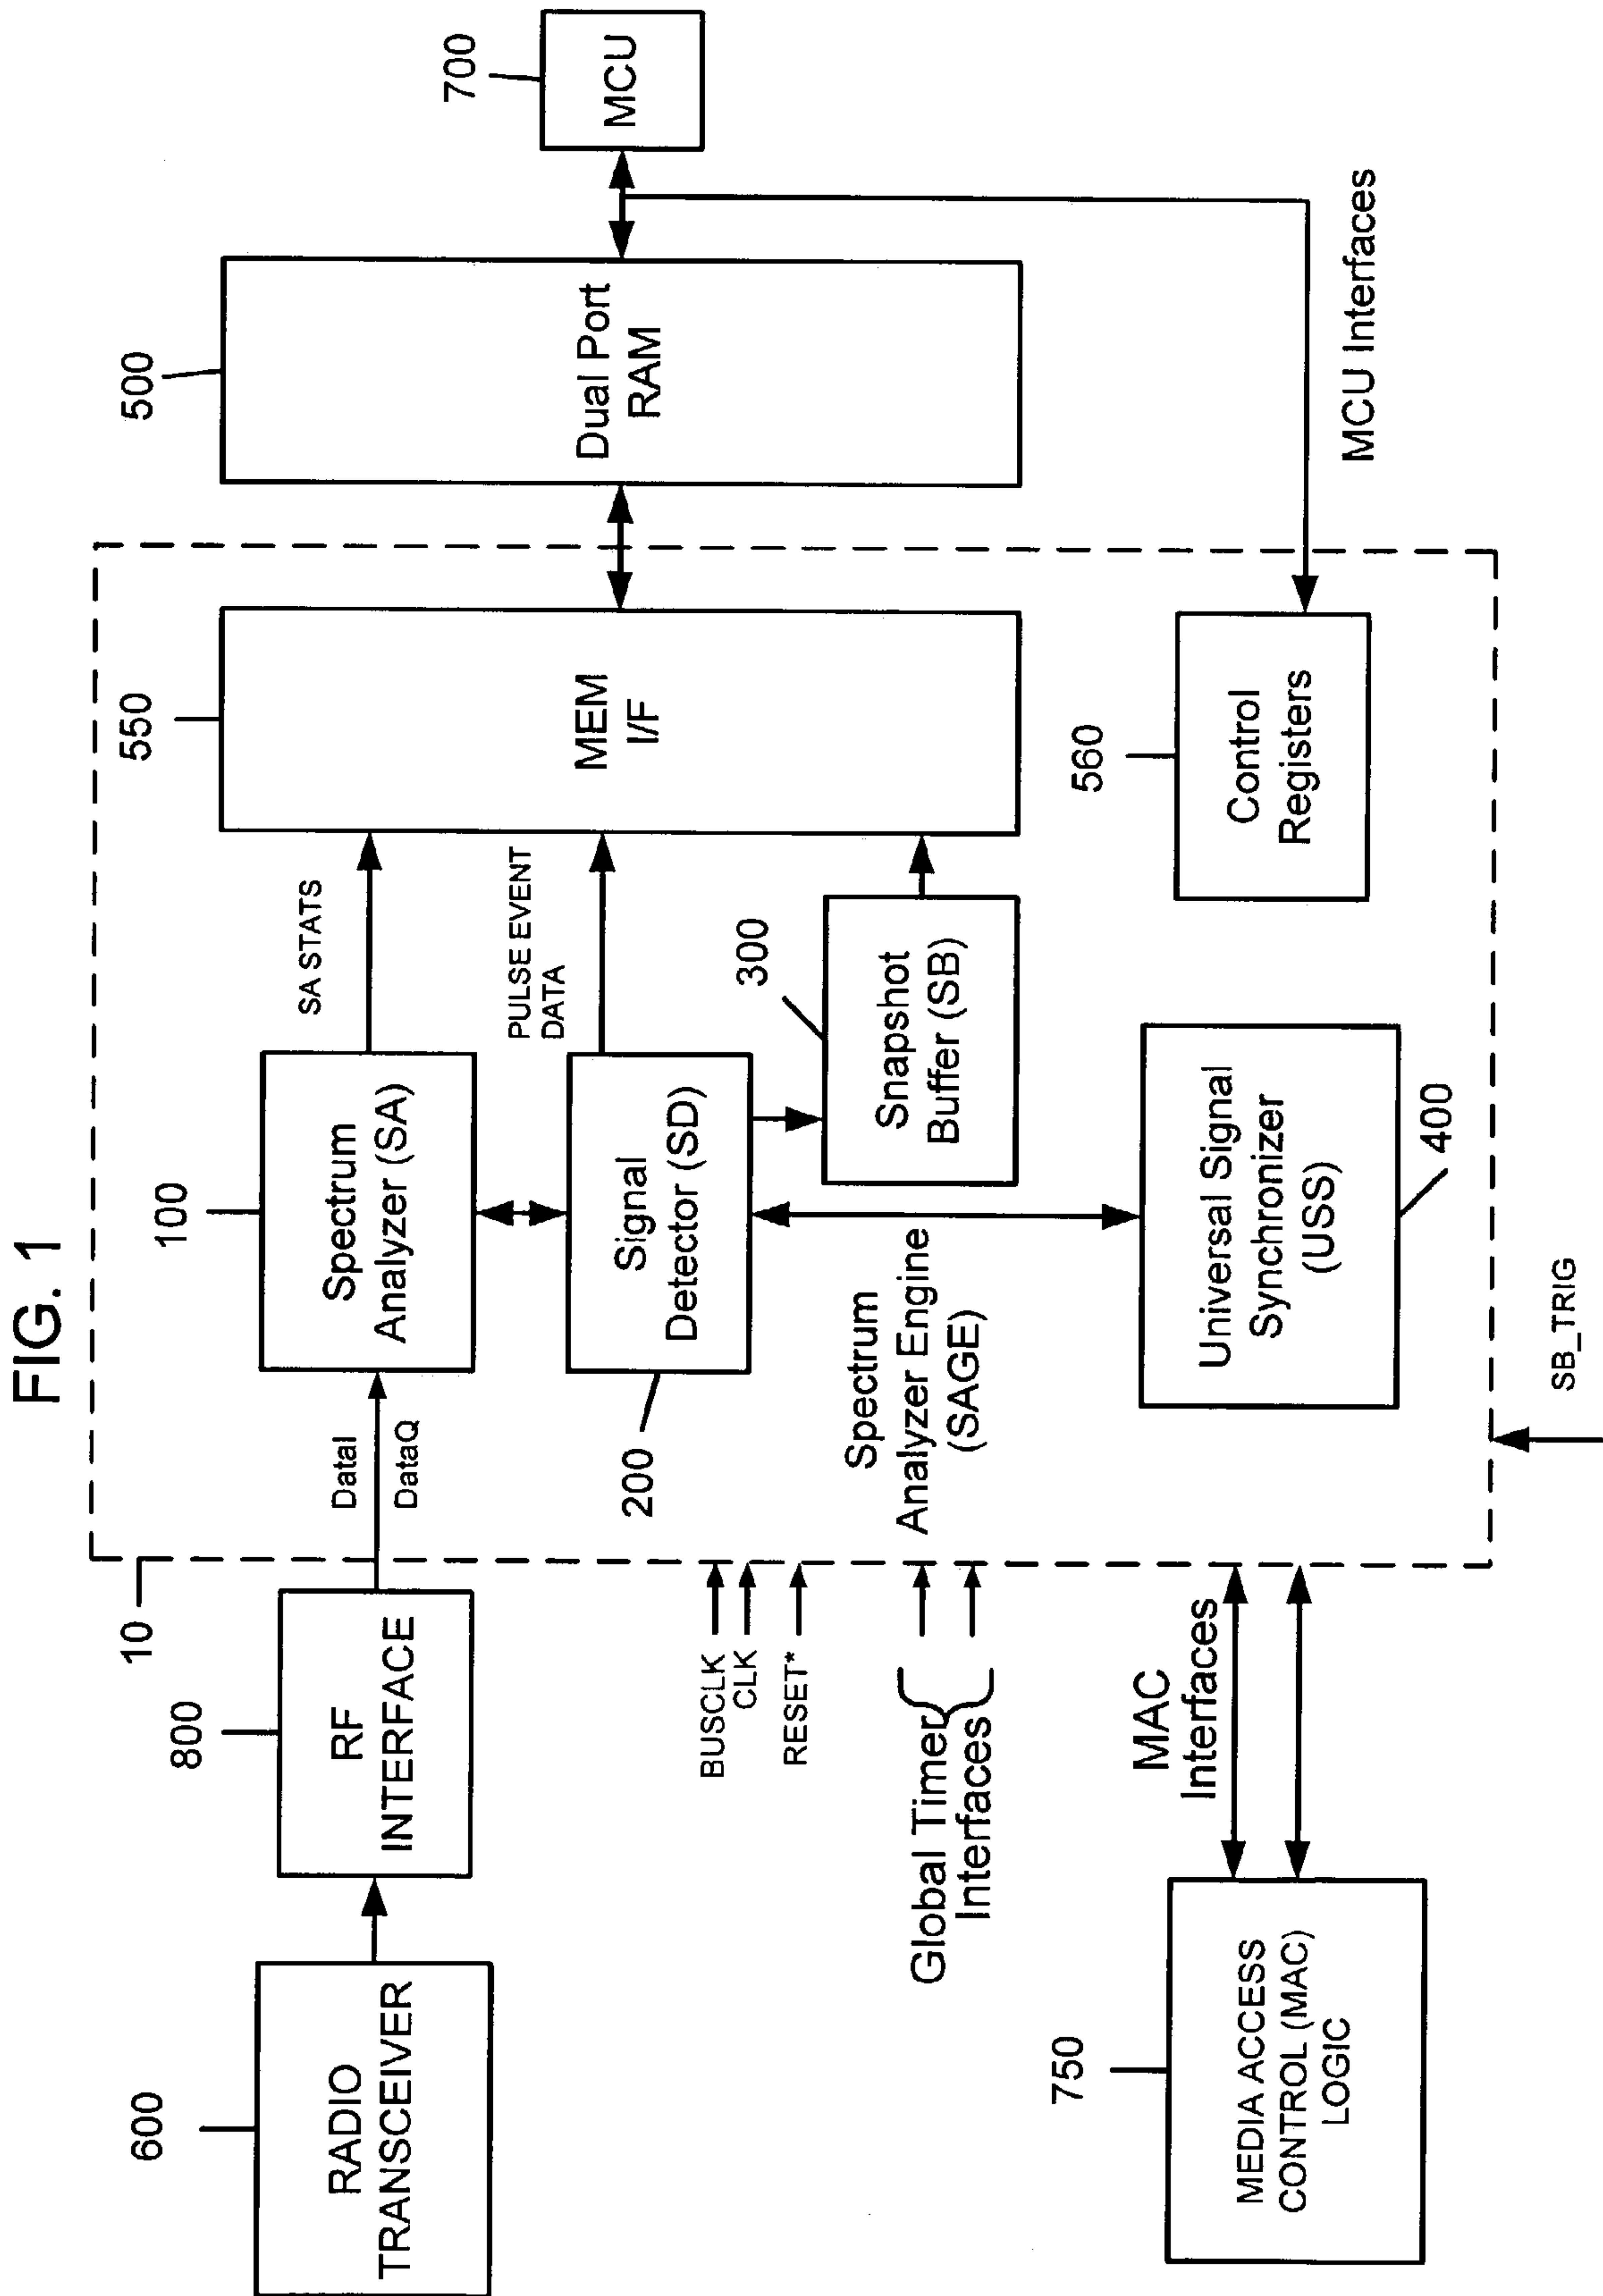 FIG. 1
600
RADIO
TRANSCEIVER
800
RF
INTERFACE
10
DataI
DataQ
100
Spectrum
Analyzer (SA)
SA STATS
550
MEM
I/F
500
Dual Port
RAM
700
MCU
BUSCLK
CLK
RESET*
200
Signal
Detector (SD)
PULSE EVENT
DATA
300
Snapshot
Buffer (SB)
Global Timer
Interfaces
Spectrum
Analyzer Engine
(SAGE)
560
Control
Registers
MCU Interfaces
750
MEDIA ACCESS
CONTROL (MAC)
LOGIC
MAC
Interfaces
Universal Signal
Synchronizer
(USS)
400
SB_TRIG